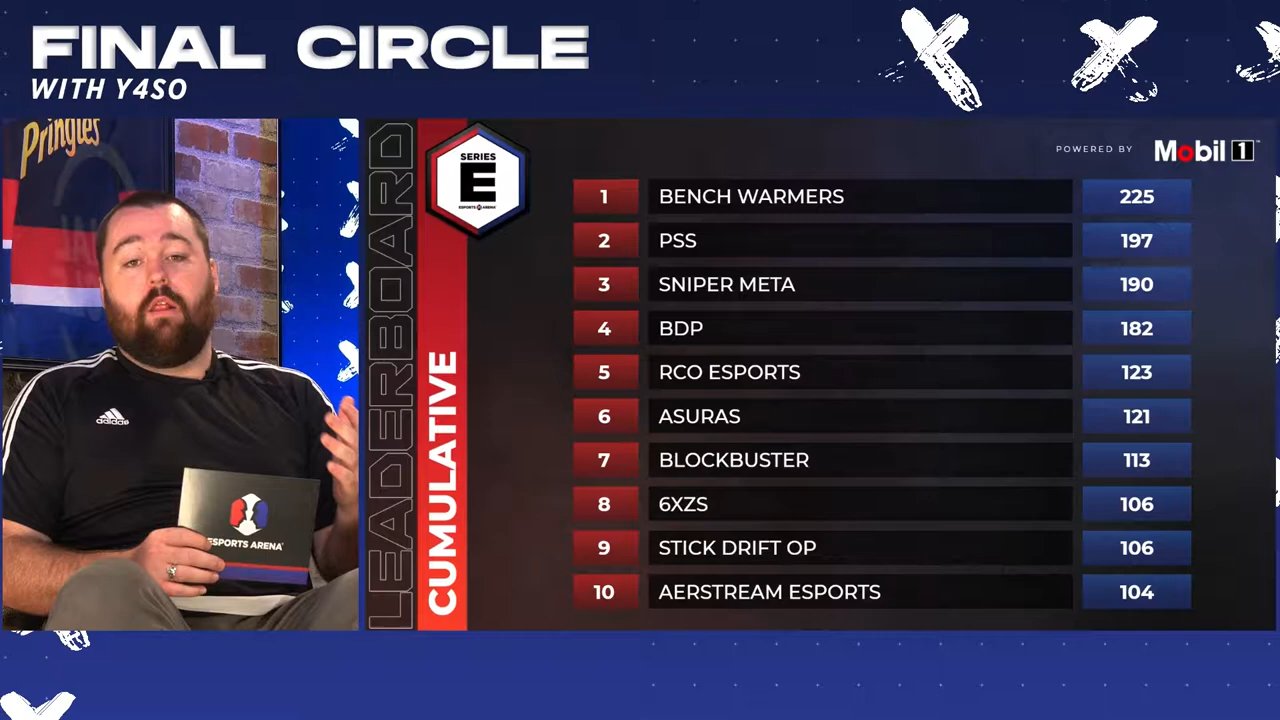 FINAL CIRCLE
WITH Y4SO
Pringles
LEADERBOARD
CUMULATIVE
SERIES
E
ESPORTS ARENA
POWERED BY Mobil 1
1 BENCH WARMERS 225
2 PSS 197
3 SNIPER META 190
4 BDP 182
5 RCO ESPORTS 123
6 ASURAS 121
7 BLOCKBUSTER 113
8 6XZS 106
9 STICK DRIFT OP 106
10 AERSTREAM ESPORTS 104
adidas
ESPORTS ARENA